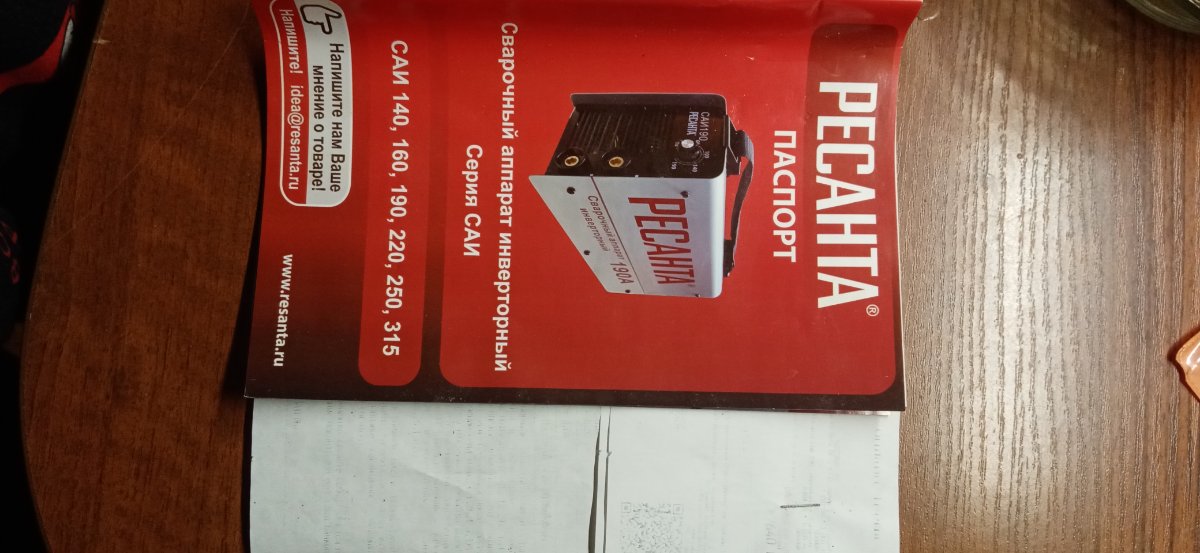 РЕСАНТА®
ПАСПОРТ
САИ190
РЕСАНТА
РЕСАНТА®
Сварочный аппарат
инверторный
190А
Сварочный аппарат инверторный
Серия САИ
САИ 140, 160, 190, 220, 250, 315
Напишите нам Ваше
мнение о товаре!
Напишите! idea@resanta.ru
www.resanta.ru